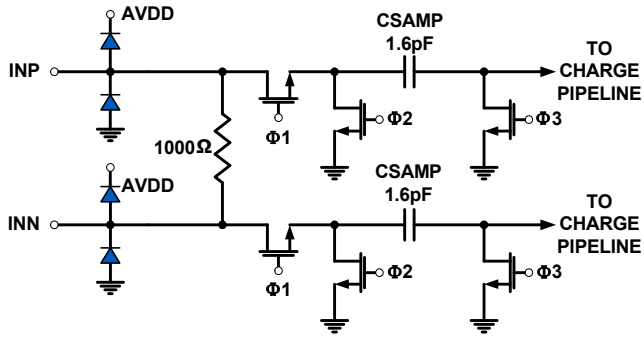 AVDD
CSAMP
1.6pF
INP
TO
CHARGE
PIPELINE
Φ1
Φ2
Φ3
1000Ω
AVDD
CSAMP
1.6pF
INN
TO
CHARGE
PIPELINE
Φ1
Φ2
Φ3